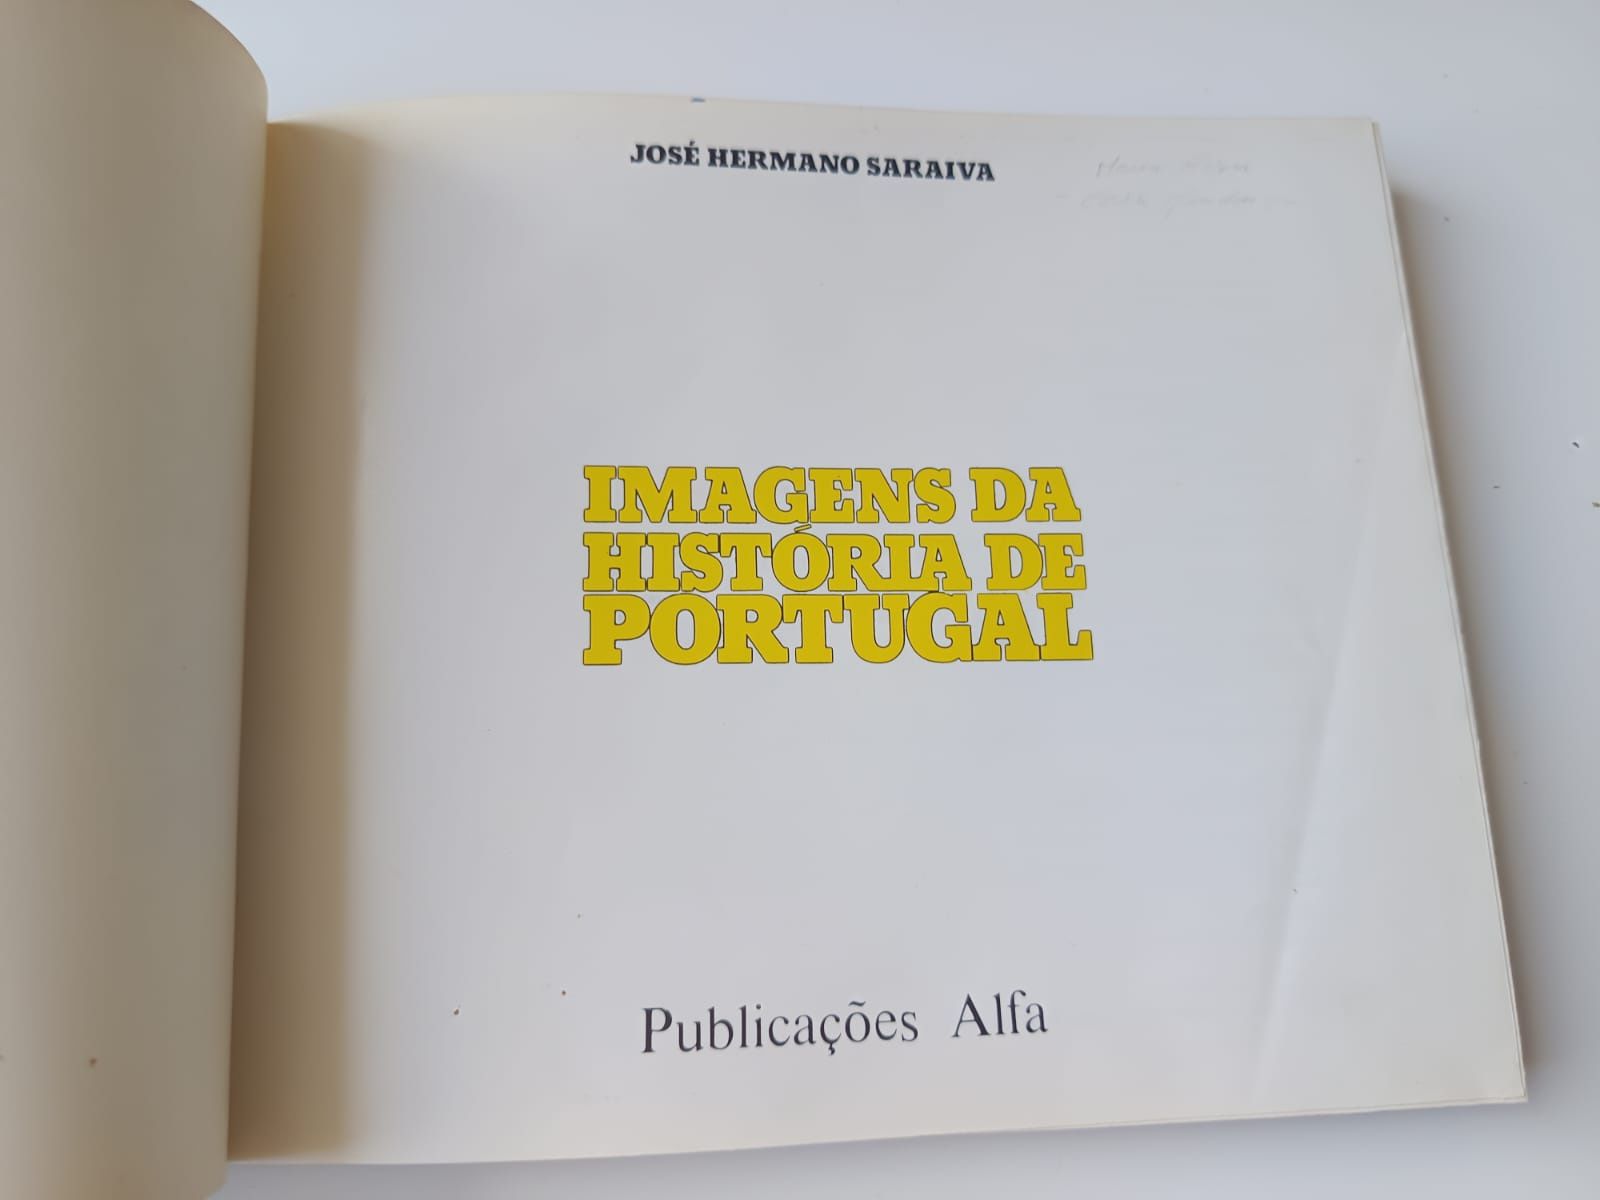 JOSÉ HERMANO SARAIVA
IMAGENS DA
HISTÓRIA DE
PORTUGAL
Publicações Alfa